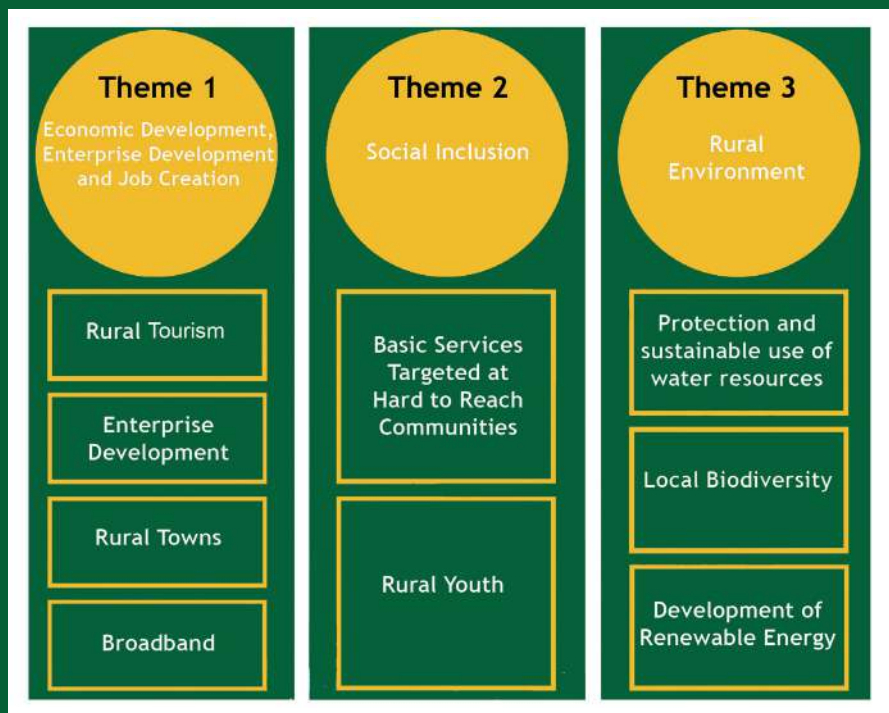 Theme 1
Economic Development,
Enterprise Development
and Job Creation
Rural Tourism
Enterprise
Development
Rural Towns
Broadband
Theme 2
Social Inclusion
Basic Services
Targeted at
Hard to Reach
Communities
Rural Youth
Theme 3
Rural
Environment
Protection and
sustainable use of
water resources
Local Biodiversity
Development of
Renewable Energy